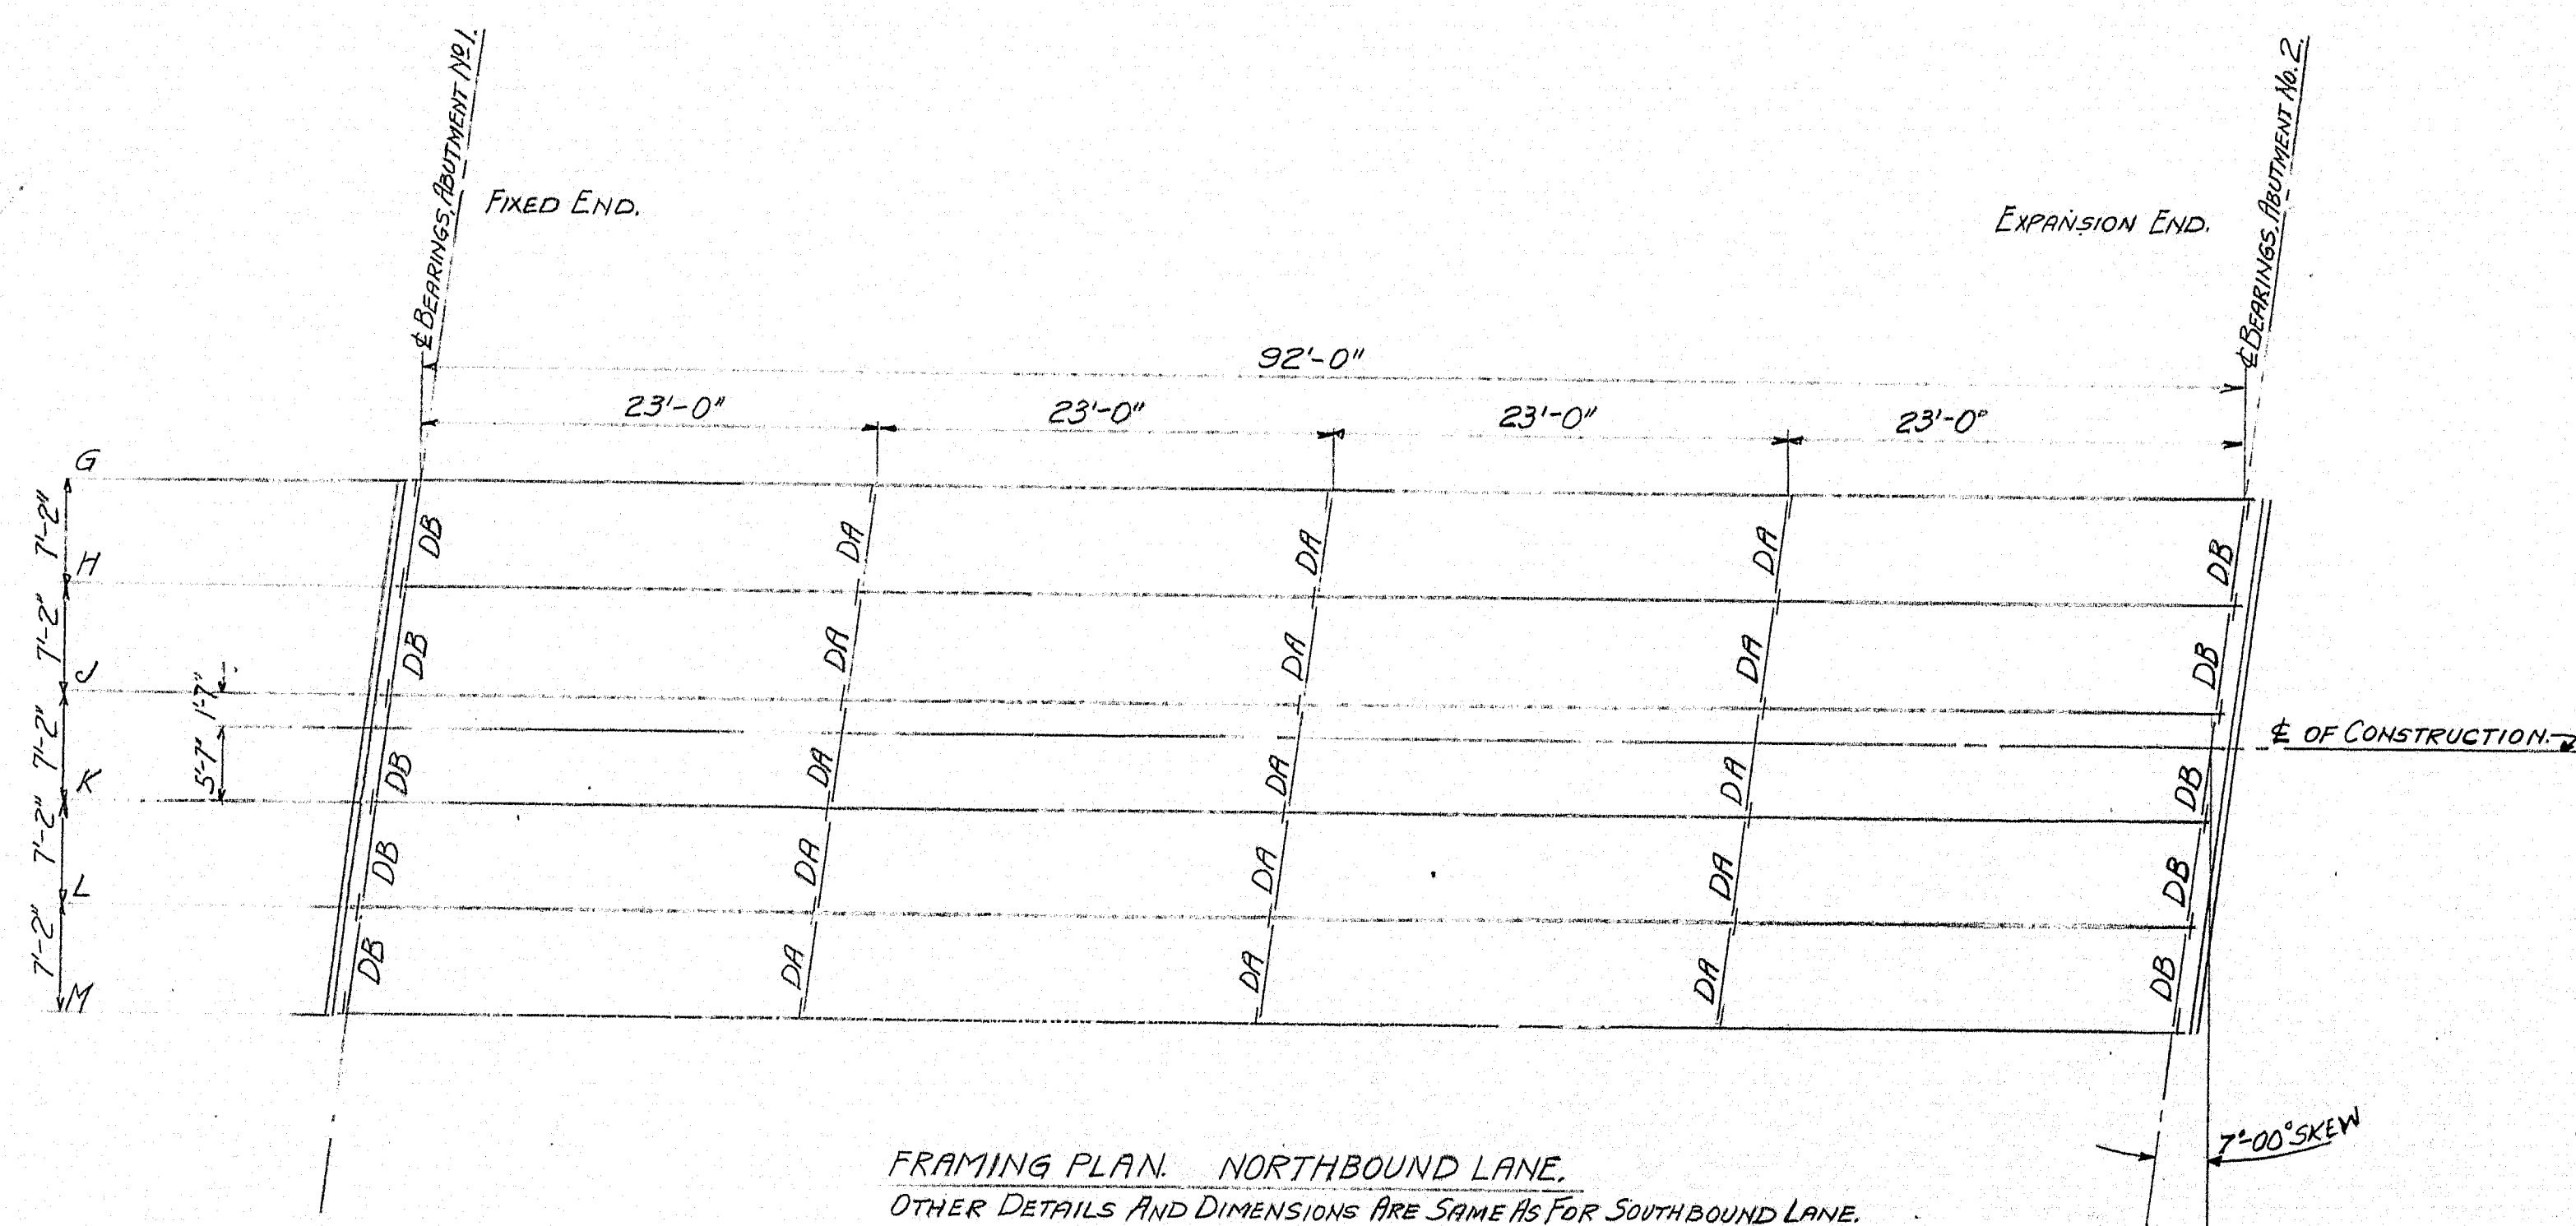 ℄ BEARINGS, ABUTMENT Nº1.
FIXED END.
EXPANSION END.
℄ BEARINGS, ABUTMENT No. 2.
92'-0"
23'-0"
23'-0"
23'-0"
23'-0"
G
7'-2"
H
7'-2"
J
7'-2"
K
7'-2"
L
7'-2"
M
1'-7"
5'-7"
DB DA DA DA DB
DB DA DA DA DB
DB DA DA DA DB
DB DA DA DA DB
DB DA DA DA DB
℄ OF CONSTRUCTION.
7°-00° SKEW
FRAMING PLAN. NORTHBOUND LANE.
OTHER DETAILS AND DIMENSIONS ARE SAME AS FOR SOUTHBOUND LANE.